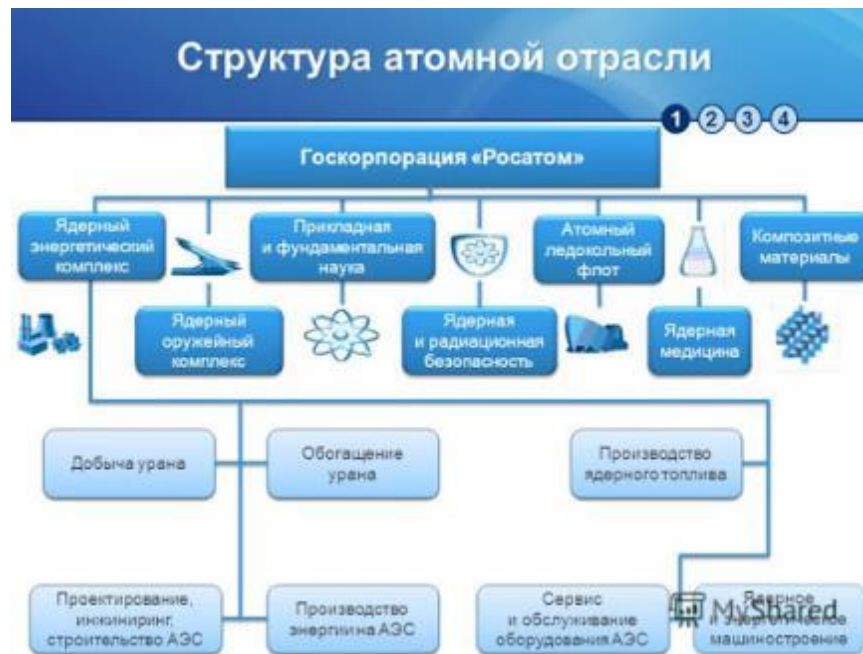 Структура атомной отрасли
1 2 3 4
Госкорпорация «Росатом»
Ядерный
энергетический
комплекс
Прикладная
и фундаментальная
наука
Атомный
ледокольный
флот
Композитные
материалы
Ядерный
оружейный
комплекс
Ядерная
и радиационная
безопасность
Ядерная
медицина
Добыча урана
Обогащение
урана
Производство
ядерного топлива
Проектирование,
инжиниринг,
строительство АЭС
Производство
энергии на АЭС
Сервис
и обслуживание
оборудования АЭС
Ядерное
и энергетическое
машиностроение
MyShared